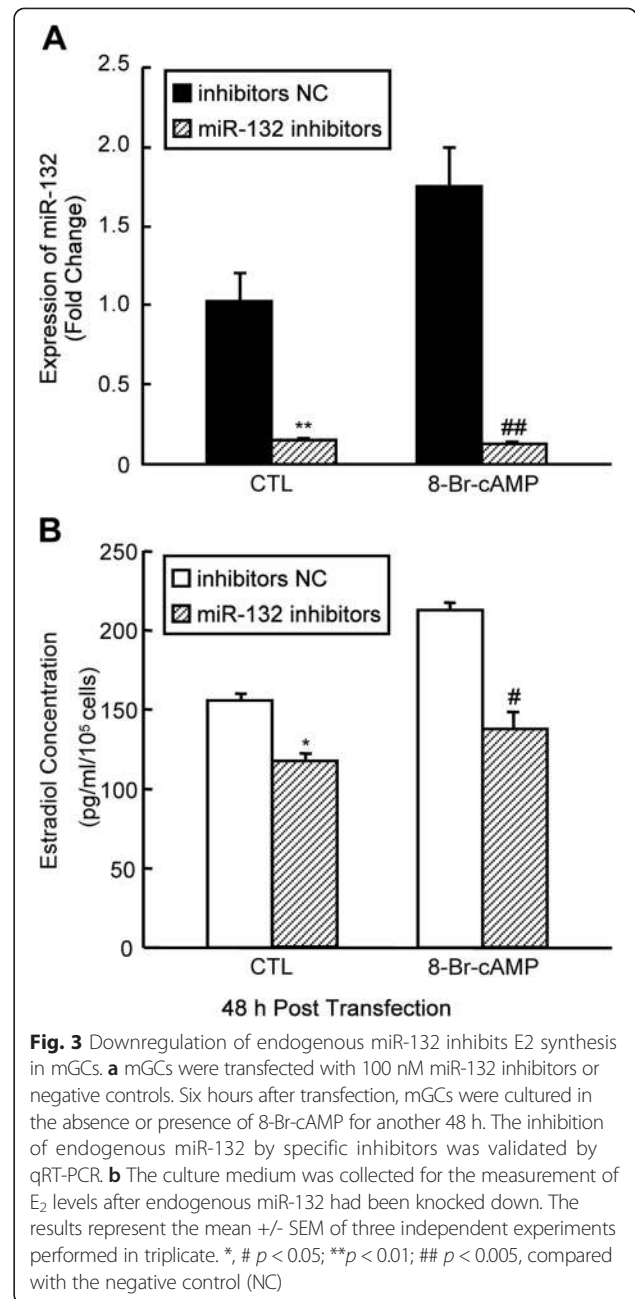 A
2.5
2.0
1.5
1.0
0.5
0
Expression of miR-132
(Fold Change)
inhibitors NC
miR-132 inhibitors
**
##
CTL
8-Br-cAMP
B
250
200
150
100
50
0
Estradiol Concentration
(pg/ml/10⁵ cells)
inhibitors NC
miR-132 inhibitors
*
#
CTL
8-Br-cAMP
48 h Post Transfection
Fig. 3 Downregulation of endogenous miR-132 inhibits E2 synthesis
in mGCs. a mGCs were transfected with 100 nM miR-132 inhibitors or
negative controls. Six hours after transfection, mGCs were cultured in
the absence or presence of 8-Br-cAMP for another 48 h. The inhibition
of endogenous miR-132 by specific inhibitors was validated by
qRT-PCR. b The culture medium was collected for the measurement of
E₂ levels after endogenous miR-132 had been knocked down. The
results represent the mean +/- SEM of three independent experiments
performed in triplicate. *, # p < 0.05; **p < 0.01; ## p < 0.005, compared
with the negative control (NC)